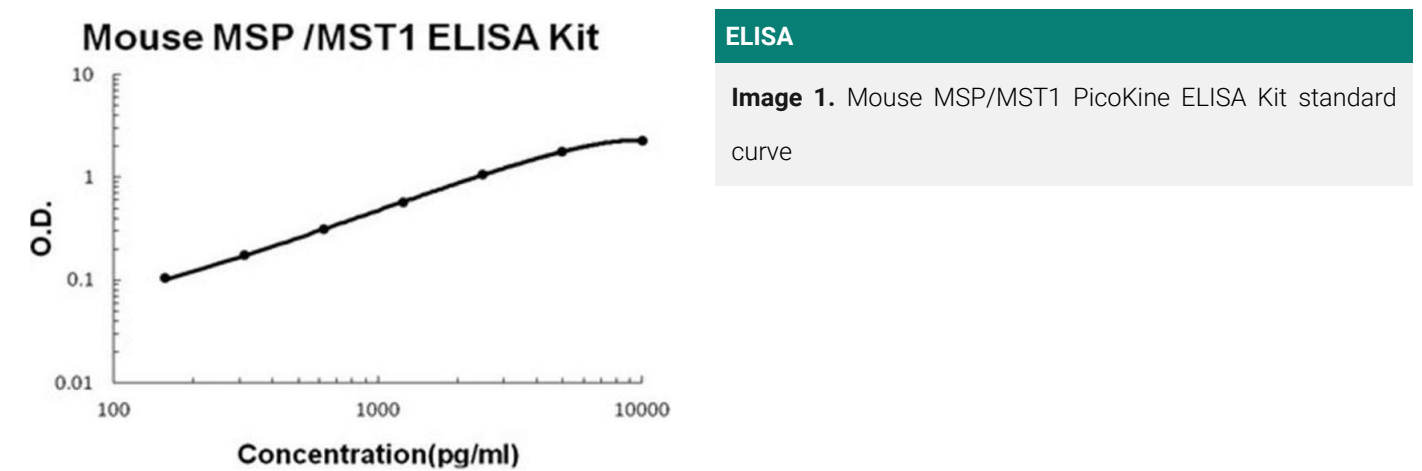 Mouse MSP /MST1 ELISA Kit
10
1
0.1
0.01
O.D.
100
1000
10000
Concentration(pg/ml)
ELISA
Image 1. Mouse MSP/MST1 PicoKine ELISA Kit standard
curve